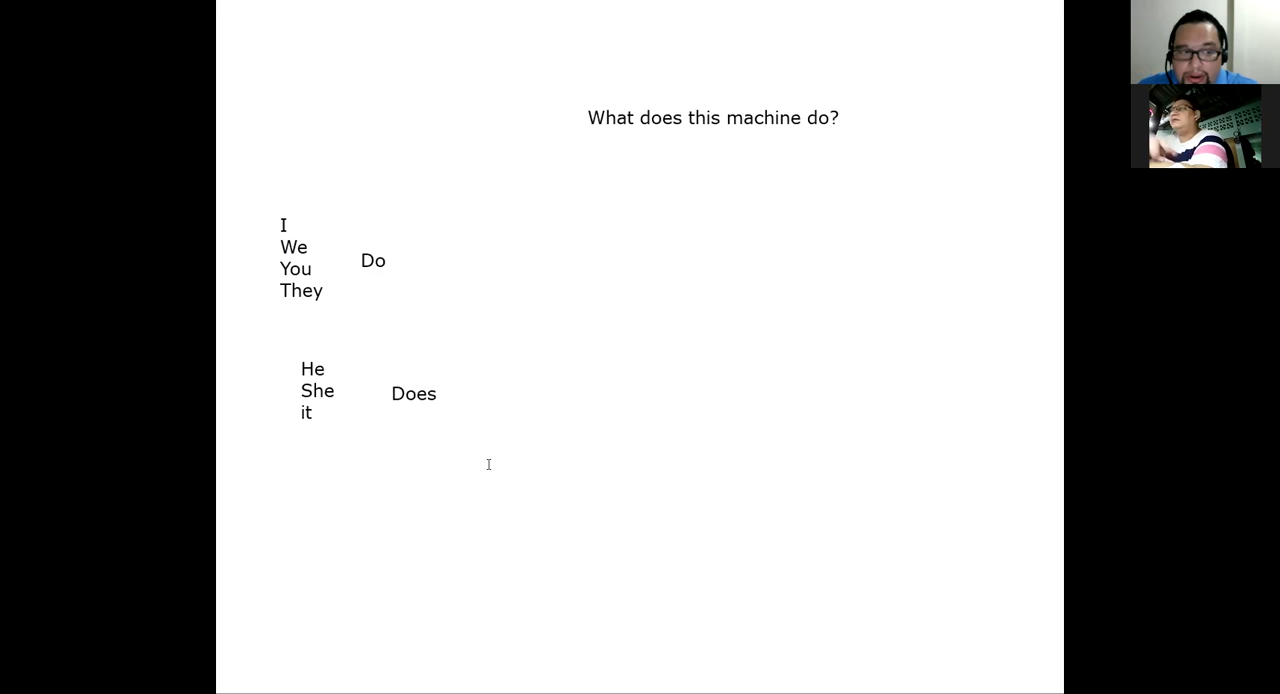 What does this machine do?
I
We
You
They
Do
He
She
it
Does